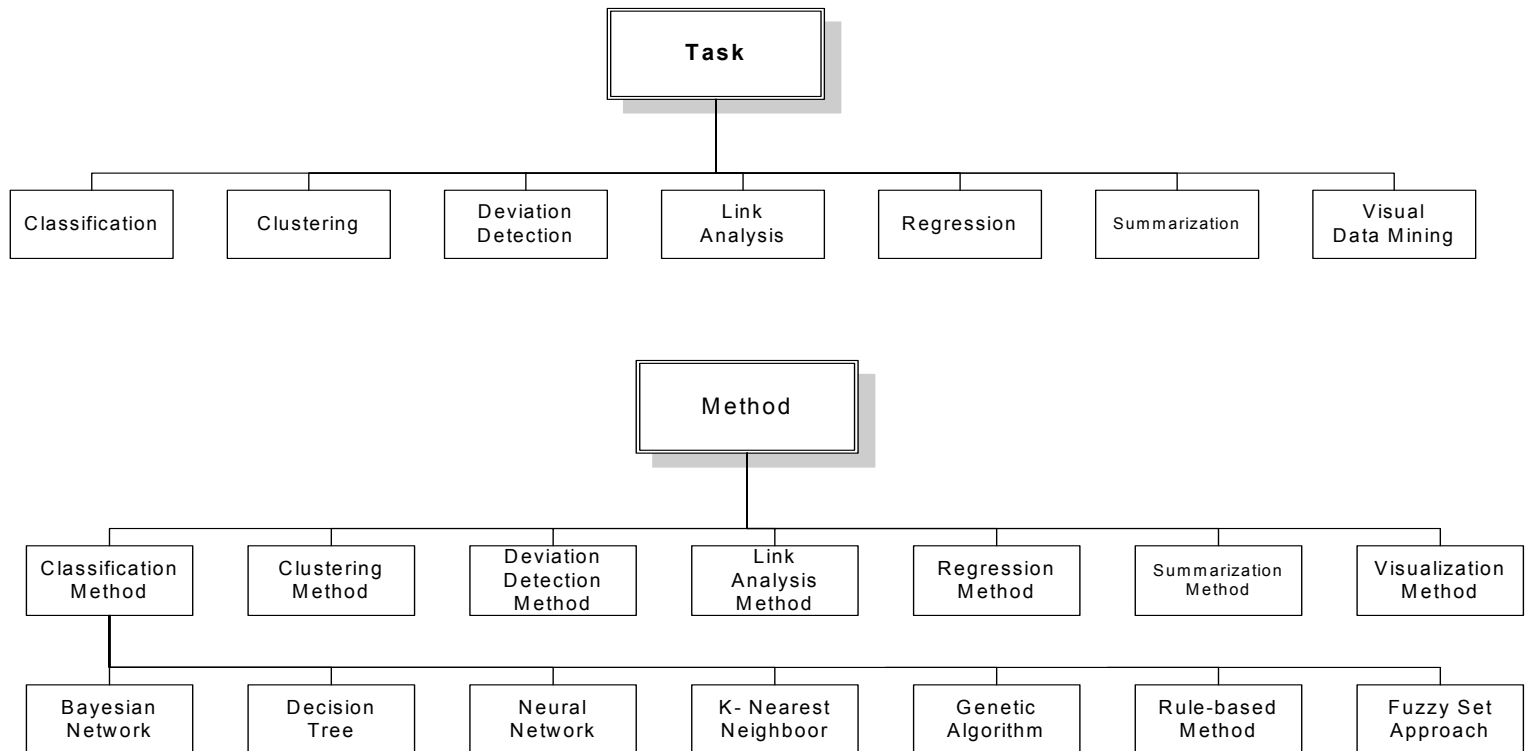 Task
Classification
Clustering
Deviation
Detection
Link
Analysis
Regression
Summarization
Visual
Data Mining
Method
Classification
Method
Clustering
Method
Deviation
Detection
Method
Link
Analysis
Method
Regression
Method
Summarization
Method
Visualization
Method
Bayesian
Network
Decision
Tree
Neural
Network
K- Nearest
Neighboor
Genetic
Algorithm
Rule-based
Method
Fuzzy Set
Approach